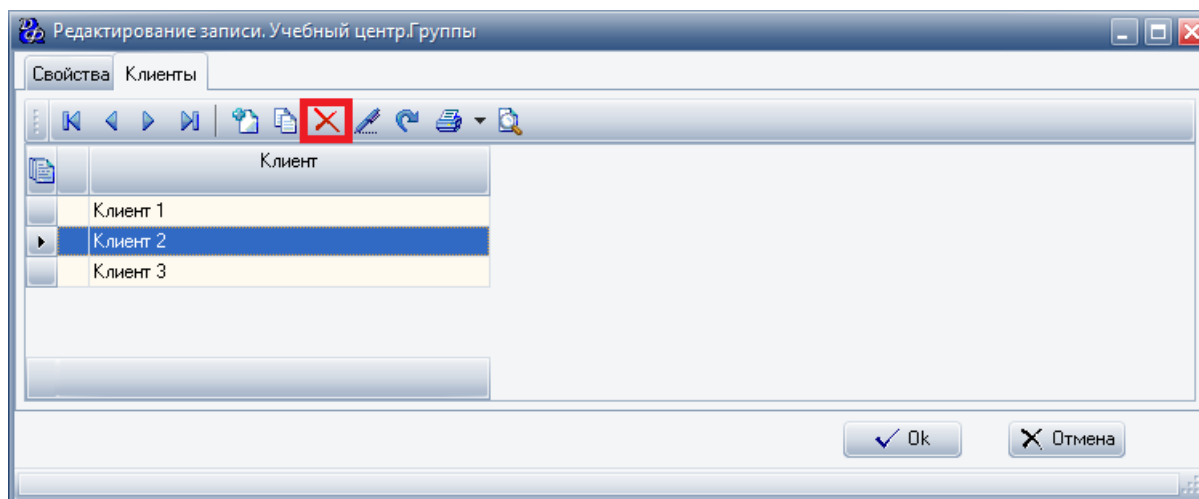 Редактирование записи. Учебный центр.Группы
Свойства Клиенты
Клиент
Клиент 1
Клиент 2
Клиент 3
Ok Отмена